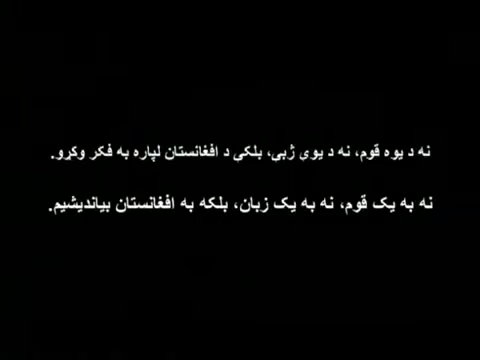 نه د یوه قوم، نه د یوې ژبې، بلکې د افغانستان لپاره به فکر وکړو.
نه به یک قوم، نه به یک زبان، بلکه به افغانستان بیاندیشیم.